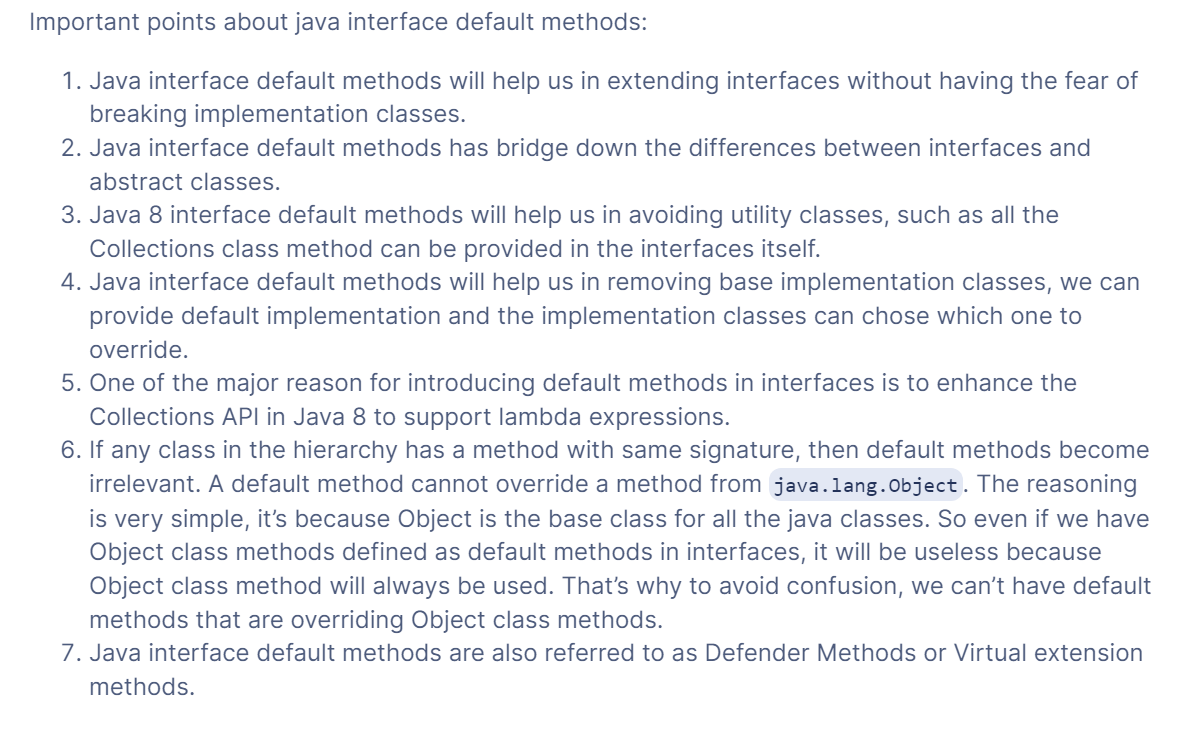 Important points about java interface default methods:
1. Java interface default methods will help us in extending interfaces without having the fear of
breaking implementation classes.
2. Java interface default methods has bridge down the differences between interfaces and
abstract classes.
3. Java 8 interface default methods will help us in avoiding utility classes, such as all the
Collections class method can be provided in the interfaces itself.
4. Java interface default methods will help us in removing base implementation classes, we can
provide default implementation and the implementation classes can chose which one to
override.
5. One of the major reason for introducing default methods in interfaces is to enhance the
Collections API in Java 8 to support lambda expressions.
6. If any class in the hierarchy has a method with same signature, then default methods become
irrelevant. A default method cannot override a method from java.lang.Object. The reasoning
is very simple, it’s because Object is the base class for all the java classes. So even if we have
Object class methods defined as default methods in interfaces, it will be useless because
Object class method will always be used. That’s why to avoid confusion, we can’t have default
methods that are overriding Object class methods.
7. Java interface default methods are also referred to as Defender Methods or Virtual extension
methods.